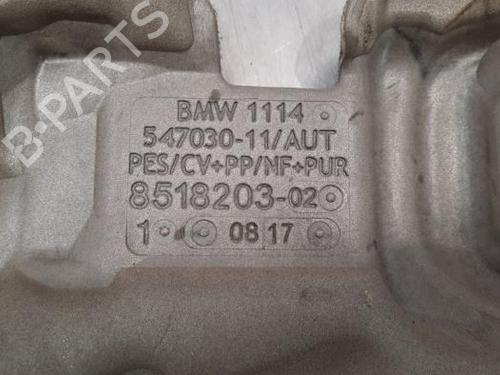 B-PARTS
BMW 1114
547030-11/AUT
PES/CV+PP/NF+PUR
8518203-02
1 08 17